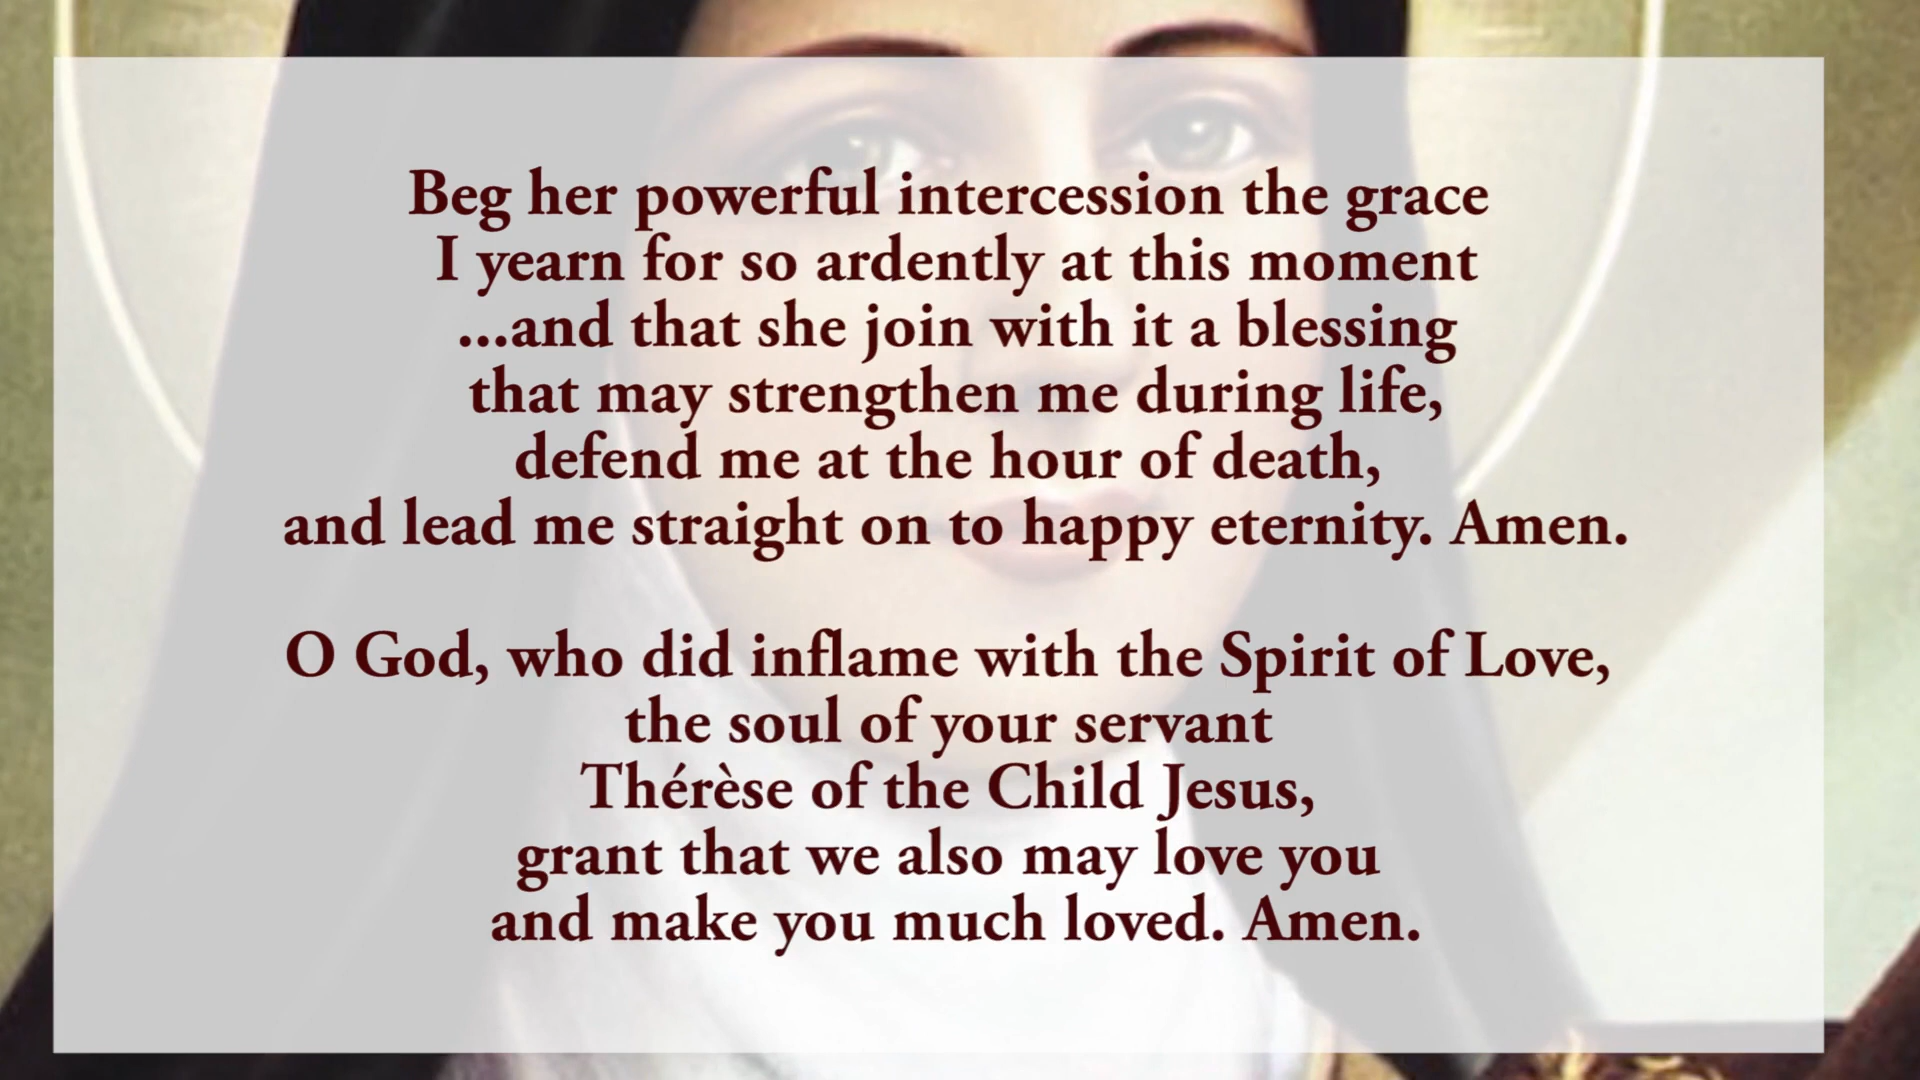 Beg her powerful intercession the grace
I yearn for so ardently at this moment
...and that she join with it a blessing
that may strengthen me during life,
defend me at the hour of death,
and lead me straight on to happy eternity. Amen.
O God, who did inflame with the Spirit of Love,
the soul of your servant
Thérèse of the Child Jesus,
grant that we also may love you
and make you much loved. Amen.